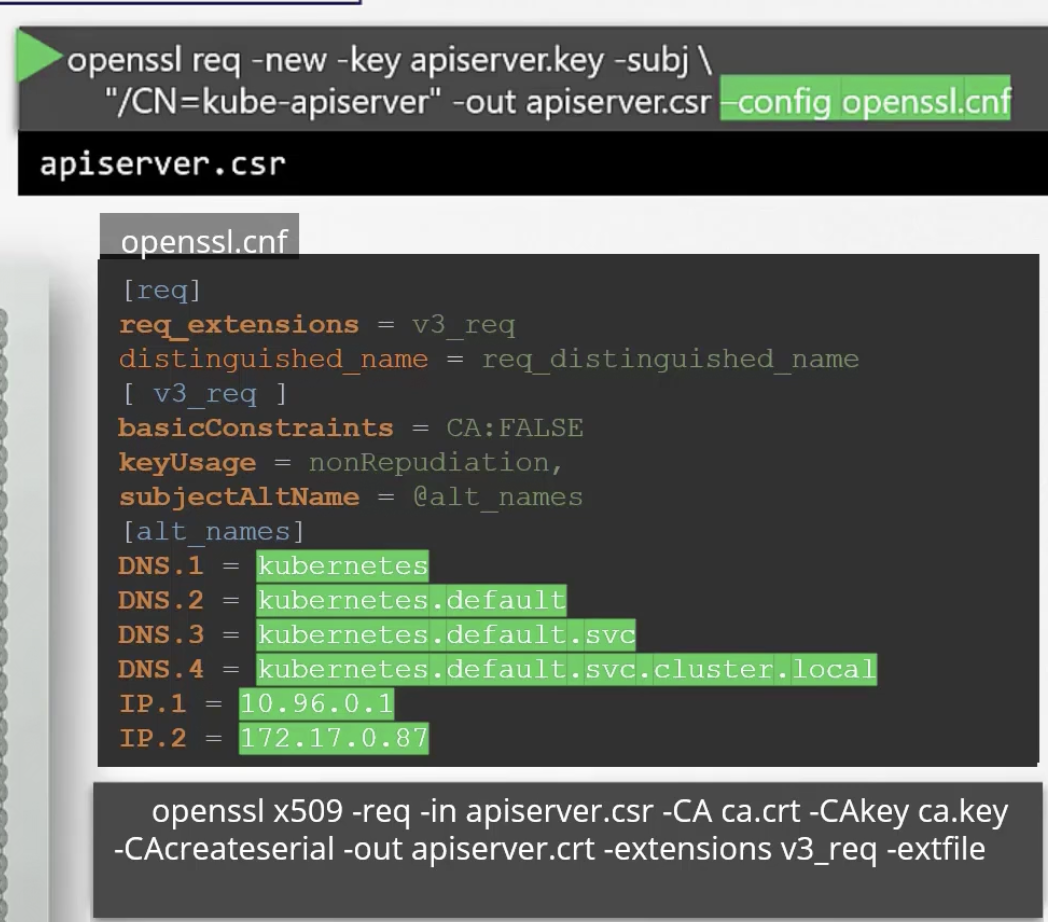 openssl req -new -key apiserver.key -subj \
"/CN=kube-apiserver" -out apiserver.csr –config openssl.cnf
apiserver.csr
openssl.cnf
[req]
req_extensions = v3_req
distinguished_name = req_distinguished_name
[ v3_req ]
basicConstraints = CA:FALSE
keyUsage = nonRepudiation,
subjectAltName = @alt_names
[alt_names]
DNS.1 = kubernetes
DNS.2 = kubernetes.default
DNS.3 = kubernetes.default.svc
DNS.4 = kubernetes.default.svc.cluster.local
IP.1 = 10.96.0.1
IP.2 = 172.17.0.87
openssl x509 -req -in apiserver.csr -CA ca.crt -CAkey ca.key
-CAcreateserial -out apiserver.crt -extensions v3_req -extfile